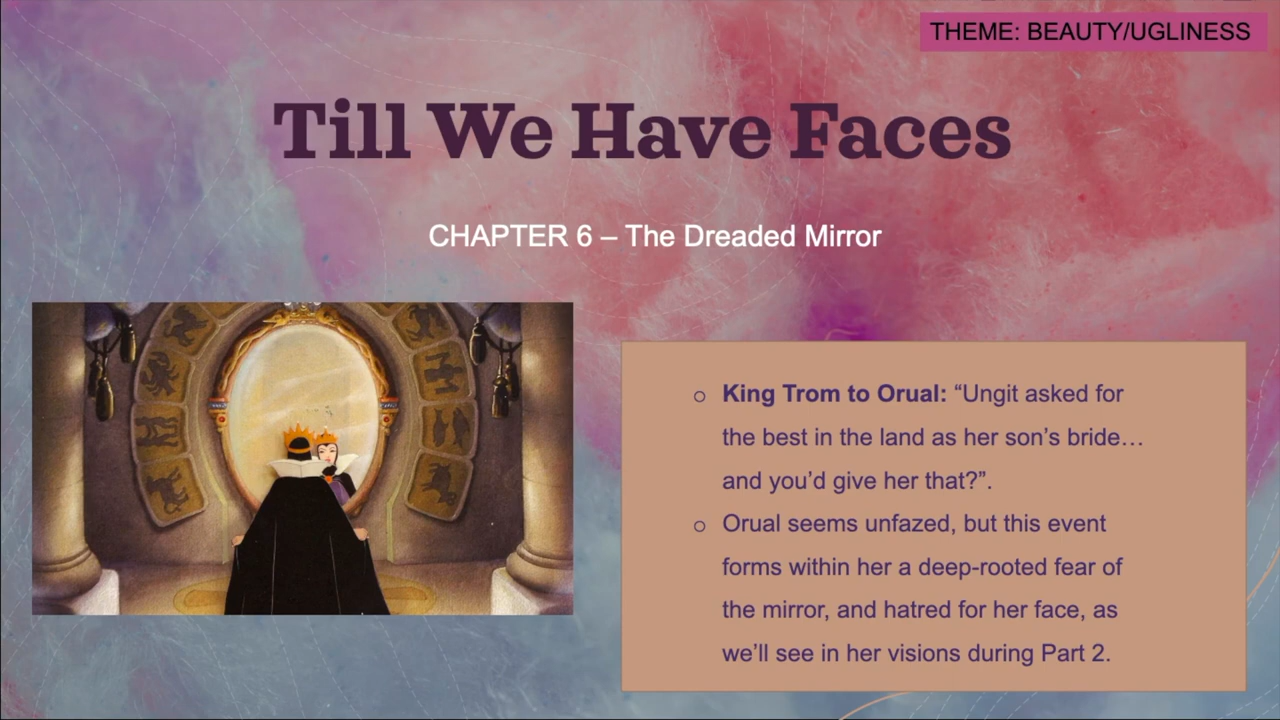 THEME: BEAUTY/UGLINESS
Till We Have Faces
CHAPTER 6 – The Dreaded Mirror
○ King Trom to Orual: “Ungit asked for
the best in the land as her son’s bride…
and you’d give her that?”.
○ Orual seems unfazed, but this event
forms within her a deep-rooted fear of
the mirror, and hatred for her face, as
we’ll see in her visions during Part 2.